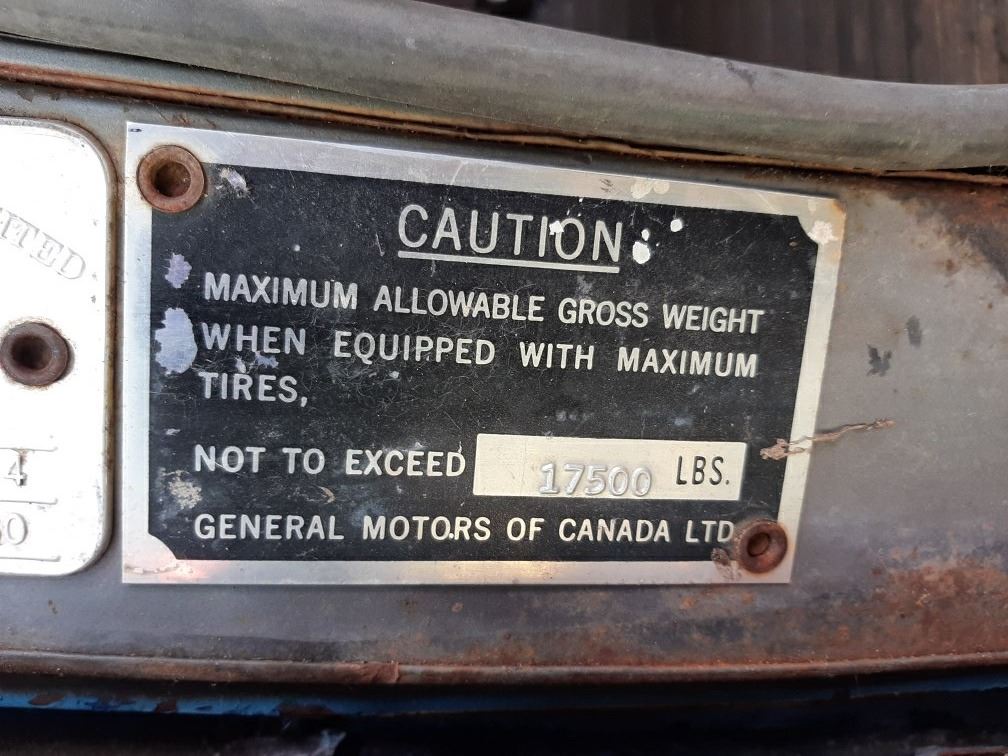 CAUTION
MAXIMUM ALLOWABLE GROSS WEIGHT
WHEN EQUIPPED WITH MAXIMUM
TIRES,
NOT TO EXCEED 17500 LBS.
GENERAL MOTORS OF CANADA LTD
4